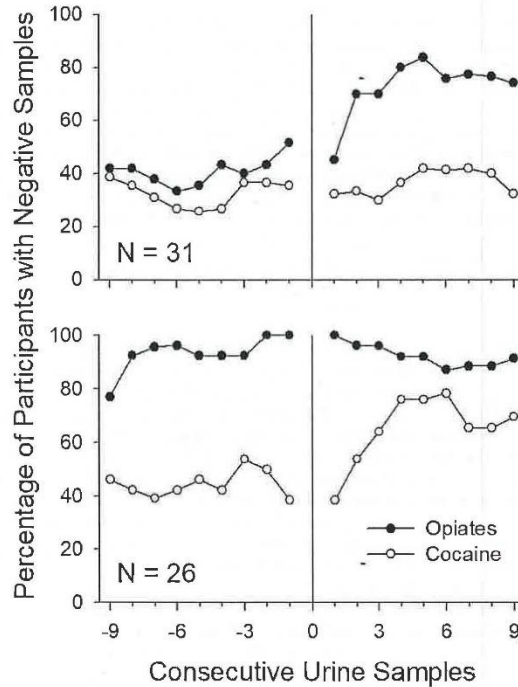 Percentage of Participants with Negative Samples
100
80
60
40
20
0
N = 31
100
80
60
40
20
0
N = 26
Opiates
Cocaine
-9 -6 -3 0 3 6 9
Consecutive Urine Samples